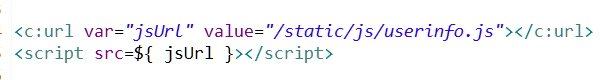 <c:url var="jsUrl" value="/static/js/userinfo.js"></c:url>
<script src=${ jsUrl }></script>